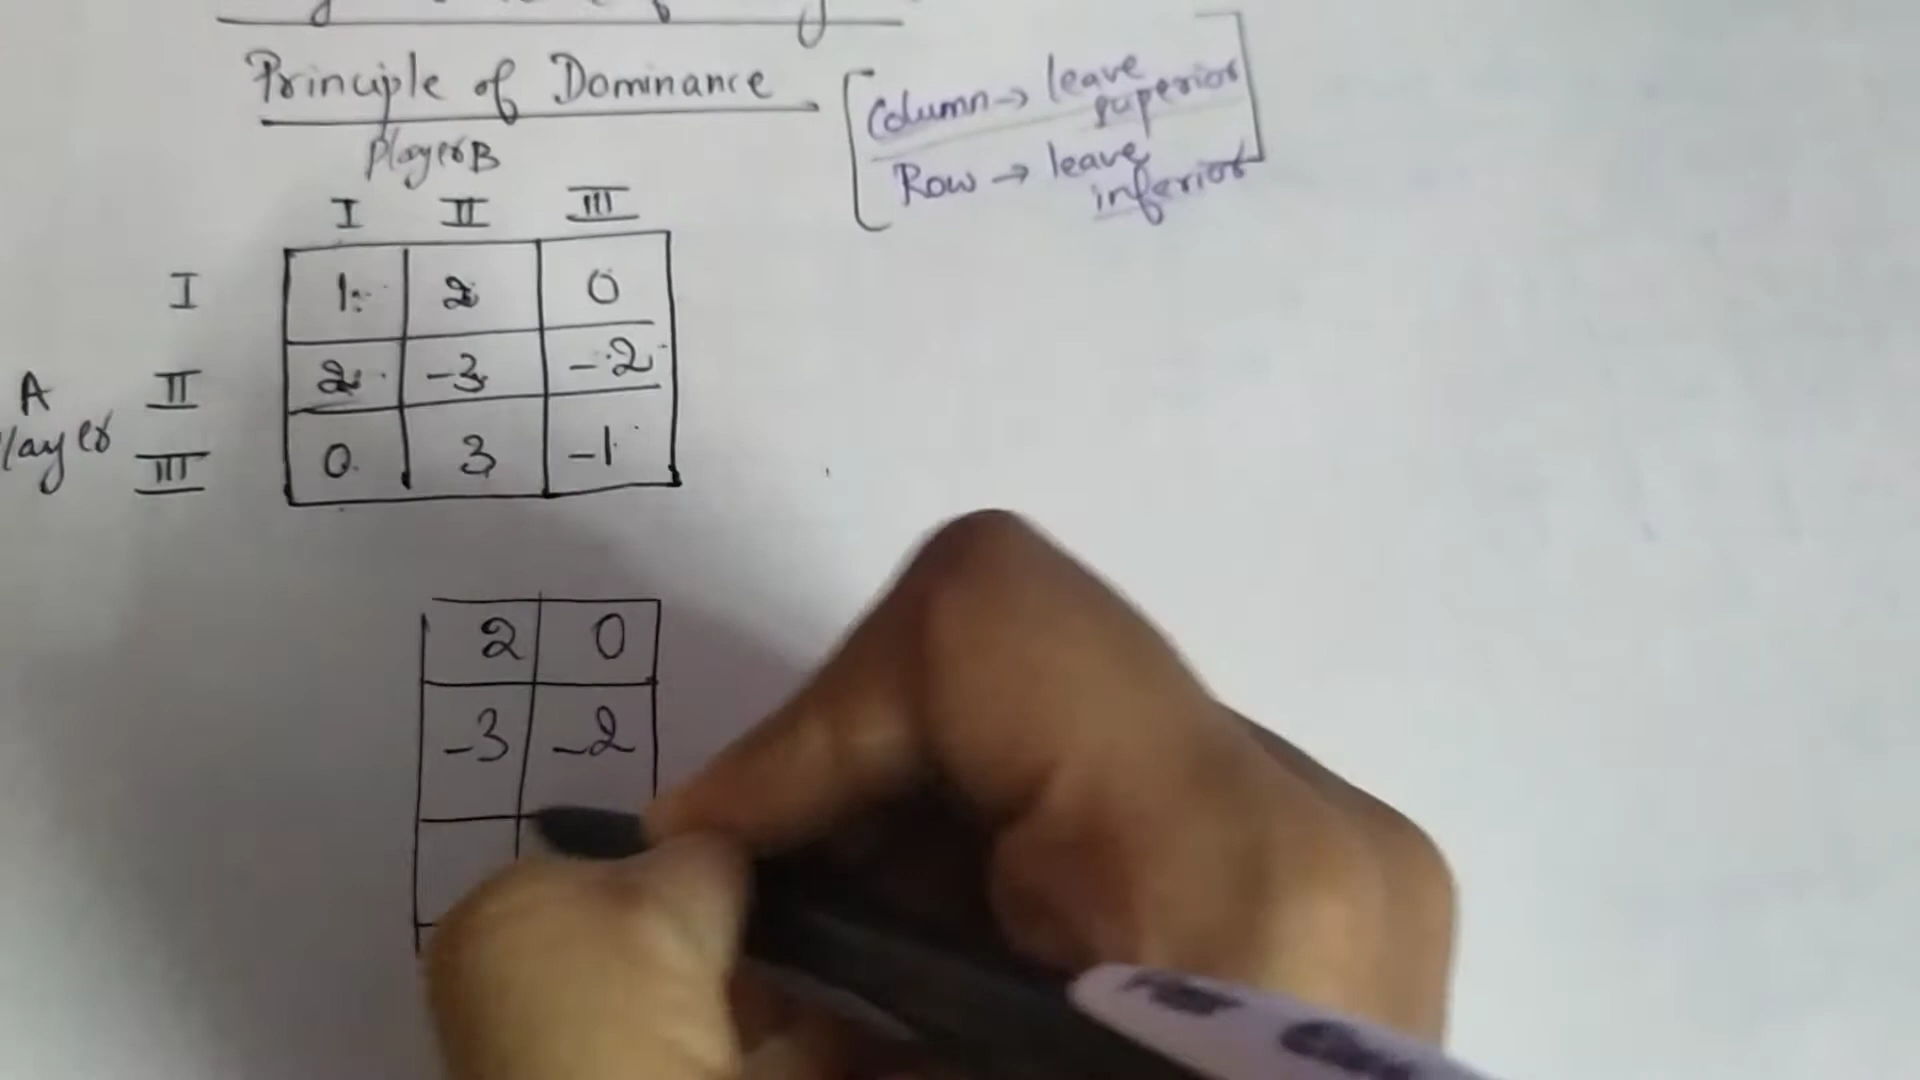 Principle of Dominance
[Column → leave superior
Row → leave inferior]
Player B
I II III
I 1 2 0
A II 2 -3 -2
III 0 3 -1
2 0
-3 -2